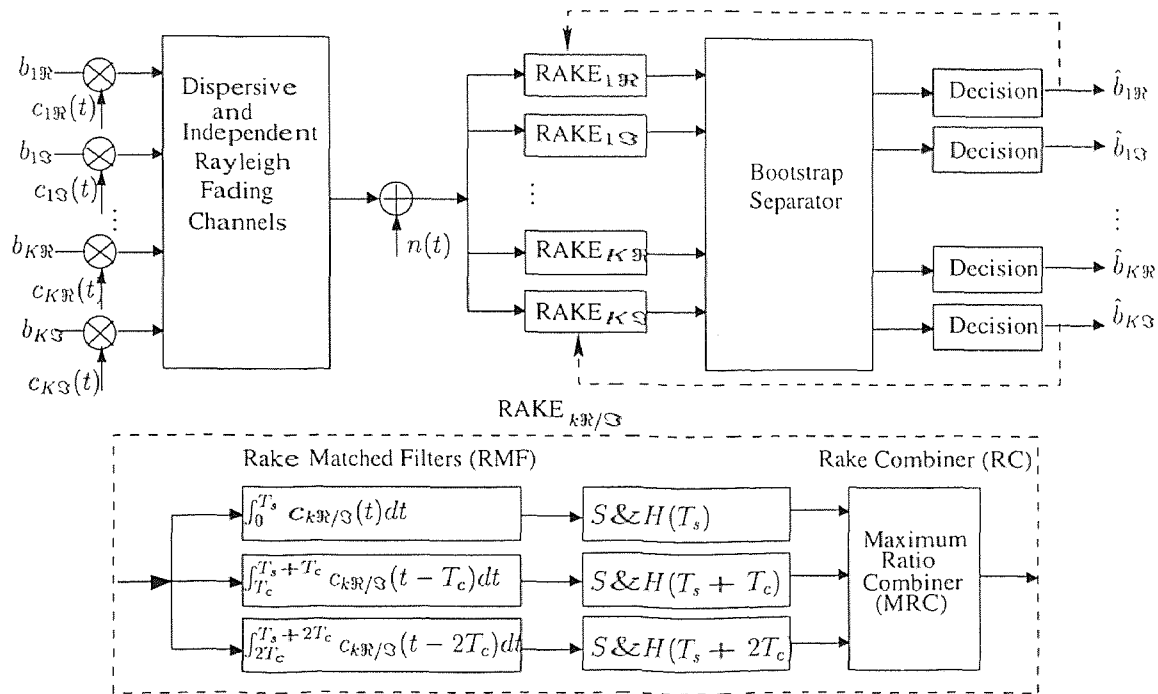 b_{1ℜ}
c_{1ℜ}(t)
b_{1ℑ}
c_{1ℑ}(t)
⋮
b_{Kℜ}
c_{Kℜ}(t)
b_{Kℑ}
c_{Kℑ}(t)
Dispersive
and
Independent
Rayleigh
Fading
Channels
n(t)
RAKE_{1ℜ}
RAKE_{1ℑ}
⋮
RAKE_{Kℜ}
RAKE_{Kℑ}
Bootstrap
Separator
Decision
Decision
Decision
Decision
b̂_{1ℜ}
b̂_{1ℑ}
⋮
b̂_{Kℜ}
b̂_{Kℑ}
RAKE_{kℜ/ℑ}
Rake Matched Filters (RMF)
Rake Combiner (RC)
∫_0^{T_s} c_{kℜ/ℑ}(t)dt
S&H(T_s)
∫_{T_c}^{T_s+T_c} c_{kℜ/ℑ}(t − T_c)dt
S&H(T_s + T_c)
∫_{2T_c}^{T_s+2T_c} c_{kℜ/ℑ}(t − 2T_c)dt
S&H(T_s + 2T_c)
Maximum
Ratio
Combiner
(MRC)